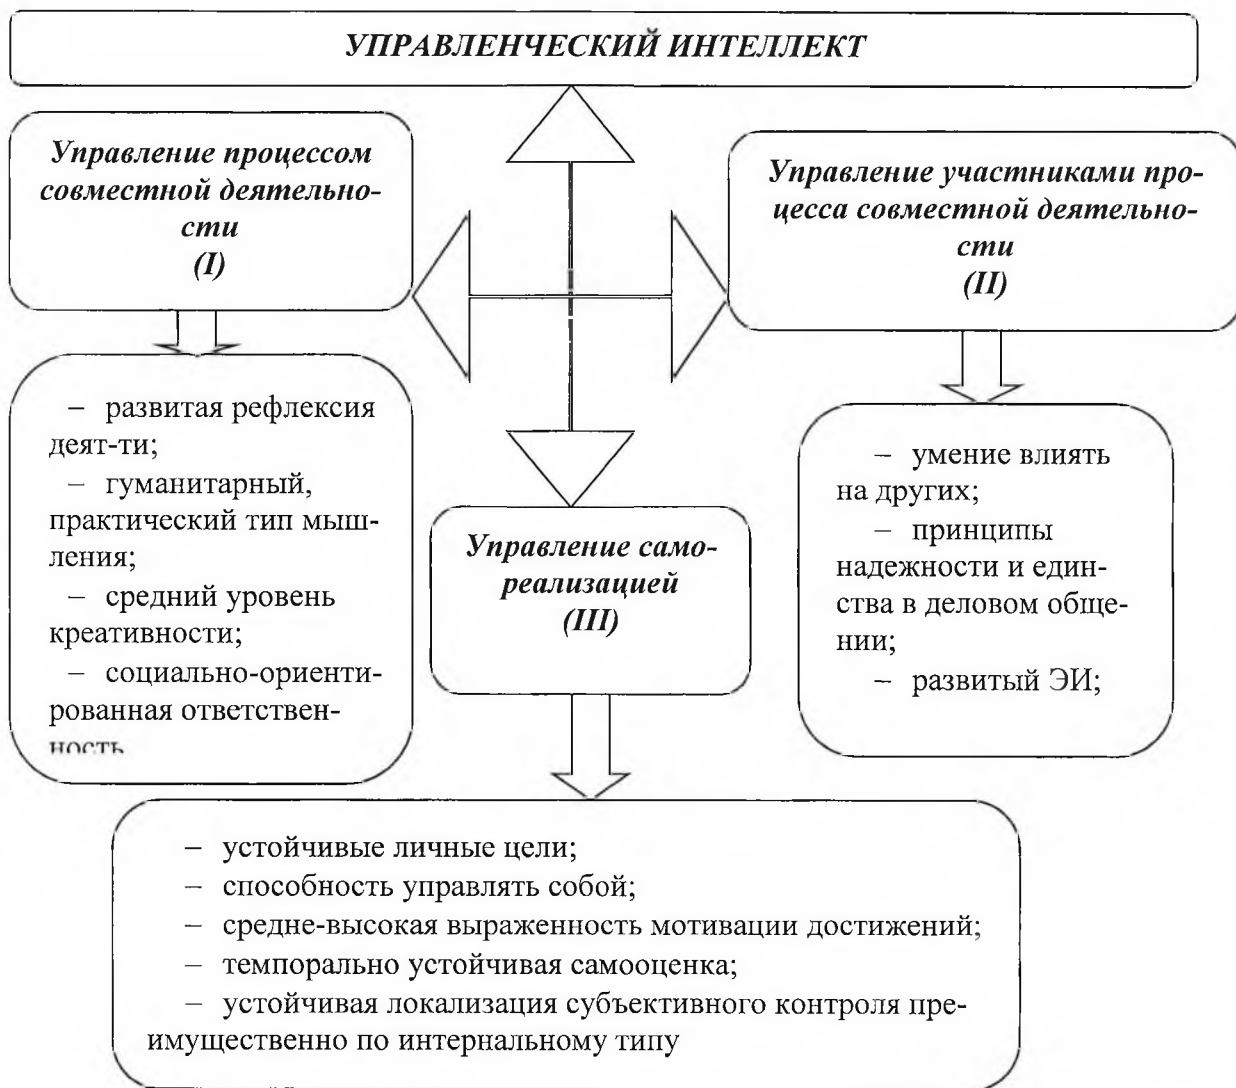 УПРАВЛЕНЧЕСКИЙ ИНТЕЛЛЕКТ
Управление процессом
совместной деятельно-
сти
(I)
Управление участниками про-
цесса совместной деятельно-
сти
(II)
– развитая рефлексия
деят-ти;
– гуманитарный,
практический тип мыш-
ления;
– средний уровень
креативности;
– социально-ориенти-
рованная ответствен-
ность
Управление само-
реализацией
(III)
– умение влиять
на других;
– принципы
надежности и един-
ства в деловом обще-
нии;
– развитый ЭИ;
– устойчивые личные цели;
– способность управлять собой;
– средне-высокая выраженность мотивации достижений;
– темпорально устойчивая самооценка;
– устойчивая локализация субъективного контроля пре-
имущественно по интернальному типу